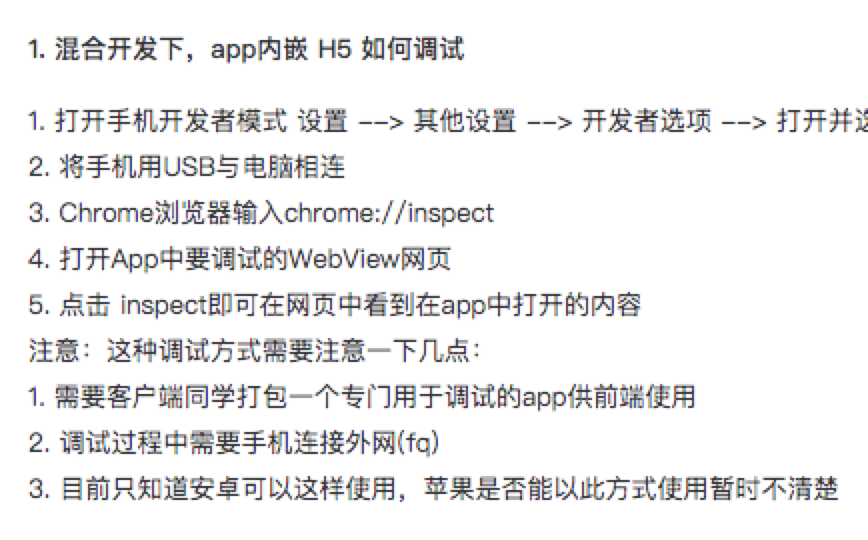 1. 混合开发下，app内嵌 H5 如何调试
1. 打开手机开发者模式 设置 --> 其他设置 --> 开发者选项 --> 打开并选
2. 将手机用USB与电脑相连
3. Chrome浏览器输入chrome://inspect
4. 打开App中要调试的WebView网页
5. 点击 inspect即可在网页中看到在app中打开的内容
注意：这种调试方式需要注意一下几点：
1. 需要客户端同学打包一个专门用于调试的app供前端使用
2. 调试过程中需要手机连接外网(fq)
3. 目前只知道安卓可以这样使用，苹果是否能以此方式使用暂时不清楚